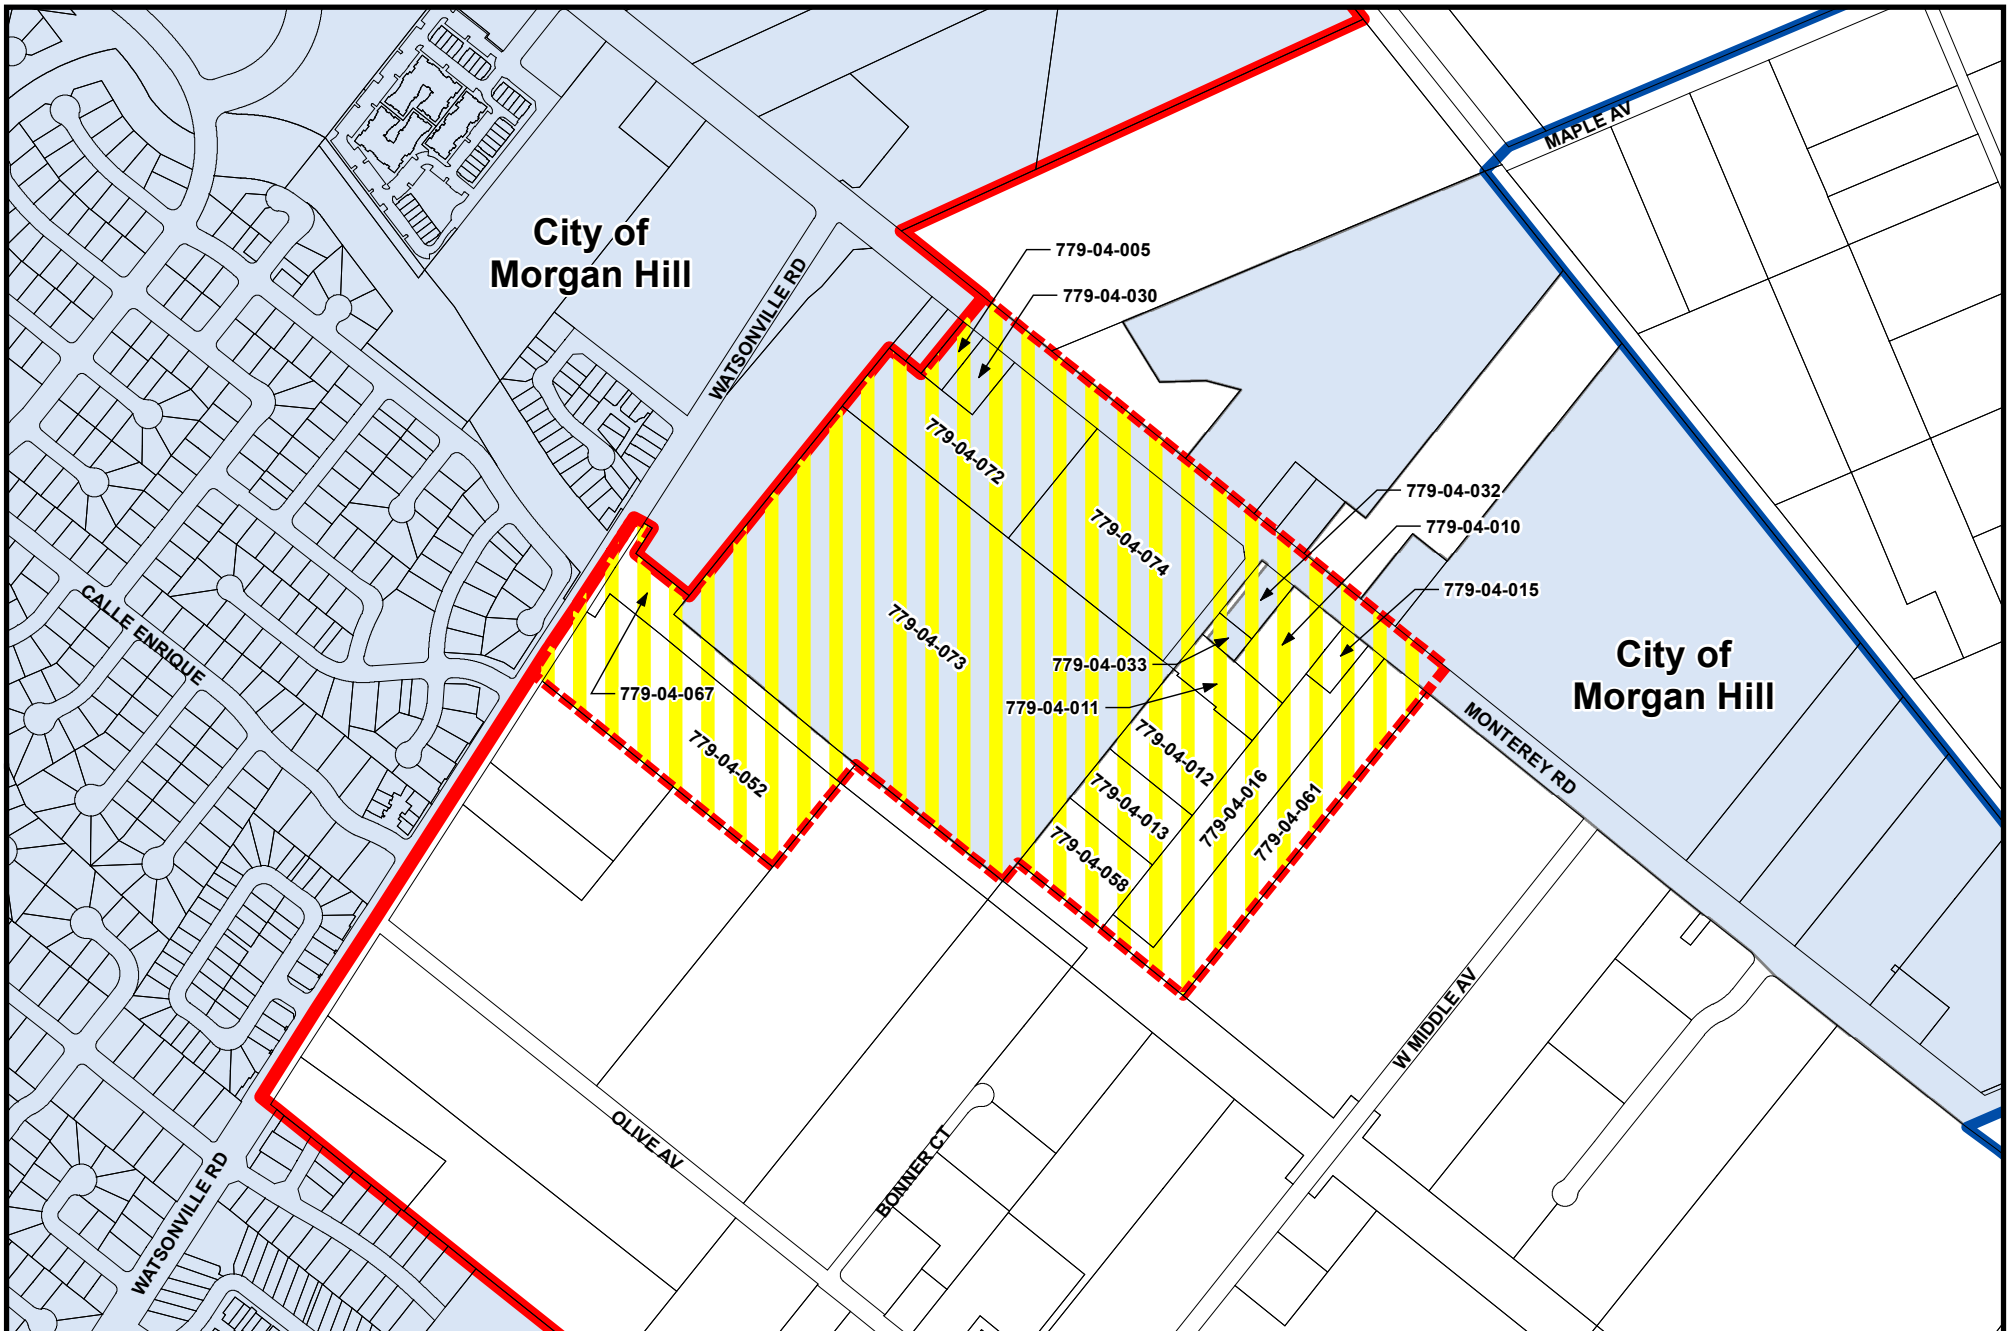 MAPLE AV
City of
Morgan Hill
779-04-005
779-04-030
WATSONVILLE RD
779-04-072
779-04-032
779-04-010
779-04-074
779-04-015
CALLE ENRIQUE
779-04-073
779-04-033
779-04-067
779-04-011
City of
Morgan Hill
MONTEREY RD
779-04-052
779-04-012
779-04-013
779-04-016
779-04-061
779-04-058
W MIDDLE AV
OLIVE AV
BONNER CT
WATSONVILLE RD